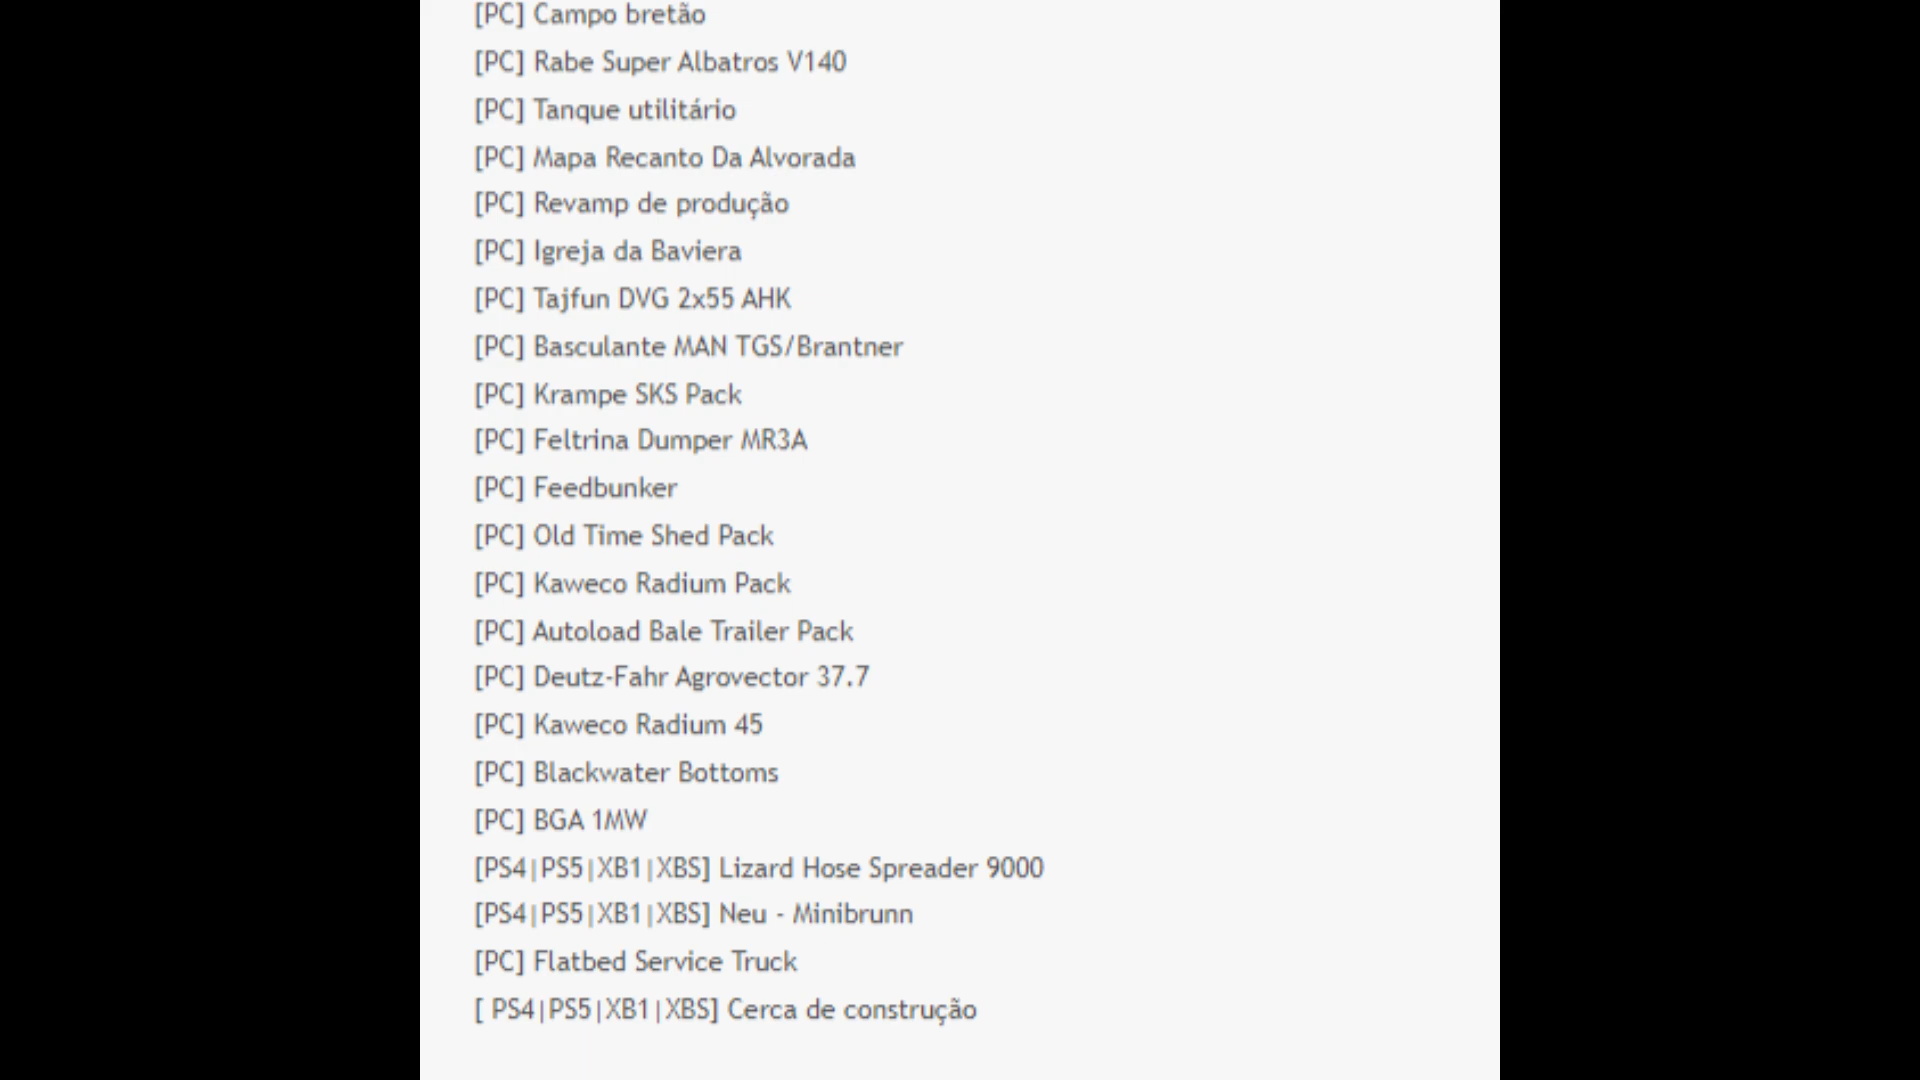 [PC] Campo bretão
[PC] Rabe Super Albatros V140
[PC] Tanque utilitário
[PC] Mapa Recanto Da Alvorada
[PC] Revamp de produção
[PC] Igreja da Baviera
[PC] Tajfun DVG 2x55 AHK
[PC] Basculante MAN TGS/Brantner
[PC] Krampe SKS Pack
[PC] Feltrina Dumper MR3A
[PC] Feedbunker
[PC] Old Time Shed Pack
[PC] Kaweco Radium Pack
[PC] Autoload Bale Trailer Pack
[PC] Deutz-Fahr Agrovector 37.7
[PC] Kaweco Radium 45
[PC] Blackwater Bottoms
[PC] BGA 1MW
[PS4|PS5|XB1|XBS] Lizard Hose Spreader 9000
[PS4|PS5|XB1|XBS] Neu - Minibrunn
[PC] Flatbed Service Truck
[ PS4|PS5|XB1|XBS] Cerca de construção